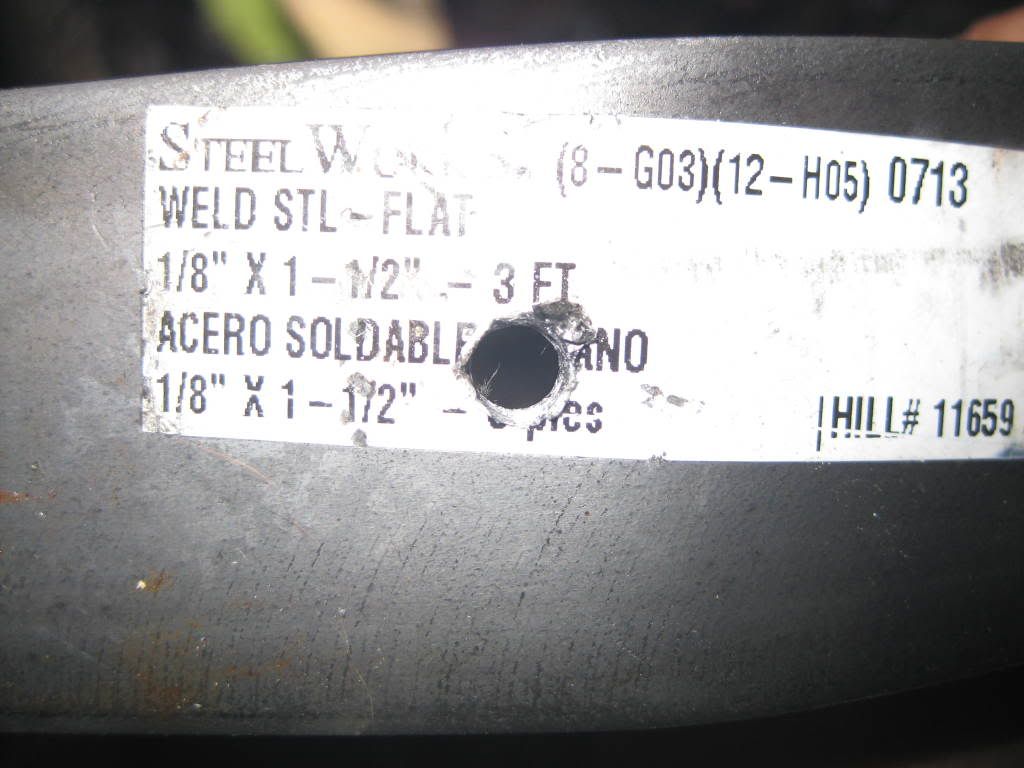 STEEL (8-G03)(12-H05) 0713
WELD STL-FLAT
1/8" X 1-1/2" - 3 FT
ACERO SOLDABLE
1/8" X 1-1/2" -
HILL# 11659